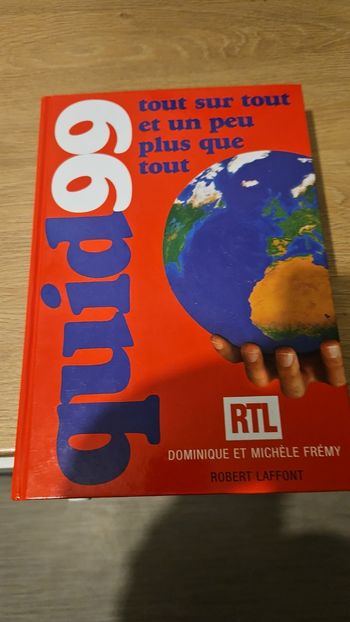 quid99
tout sur tout
et un peu
plus que
tout
RTL
DOMINIQUE ET MICHÈLE FRÉMY
ROBERT LAFFONT